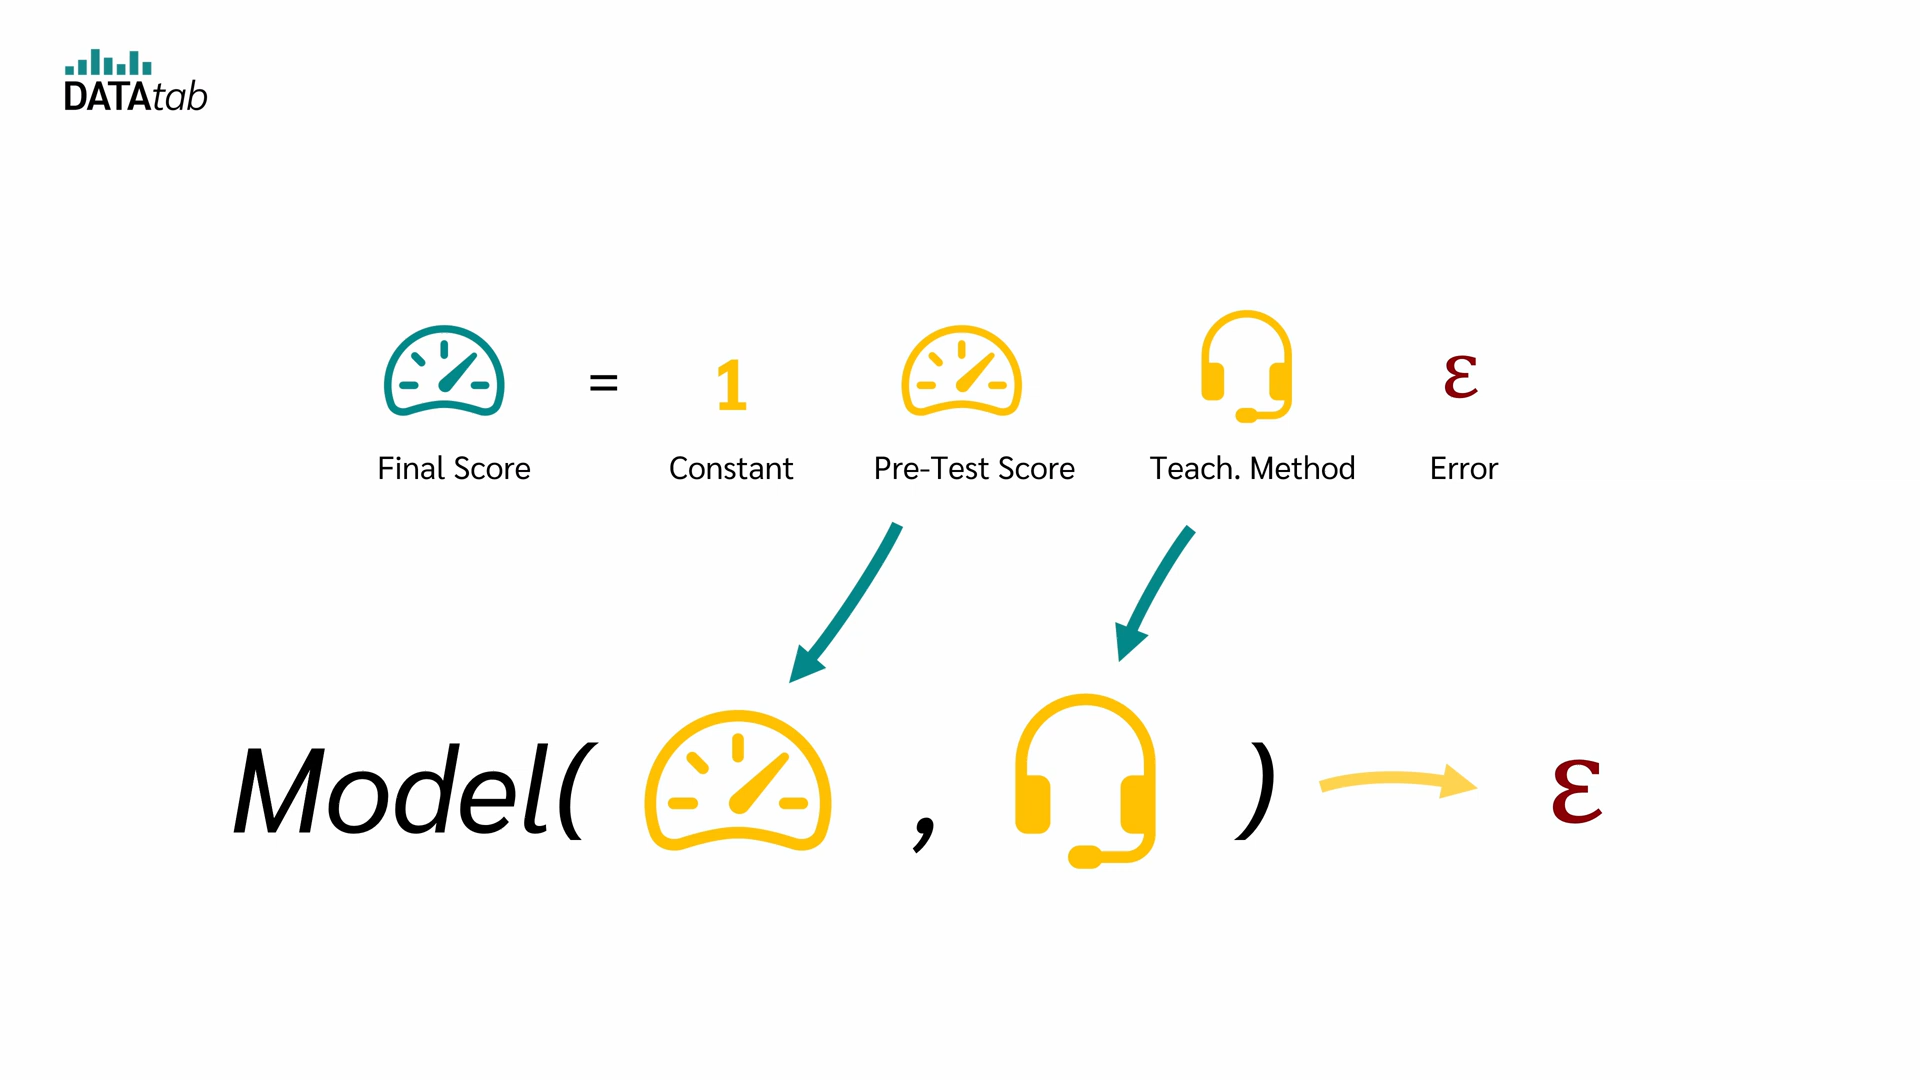 DATAtab
= 1 ε
Final Score Constant Pre-Test Score Teach. Method Error
Model( , ) ε